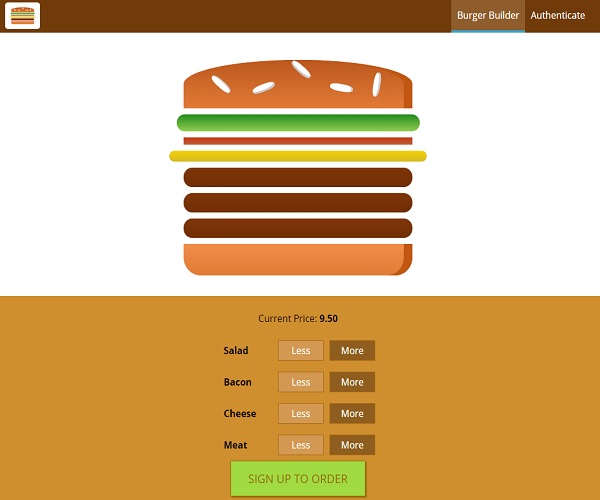 Burger Builder Authenticate
Current Price: 9.50
Salad Less More
Bacon Less More
Cheese Less More
Meat Less More
SIGN UP TO ORDER